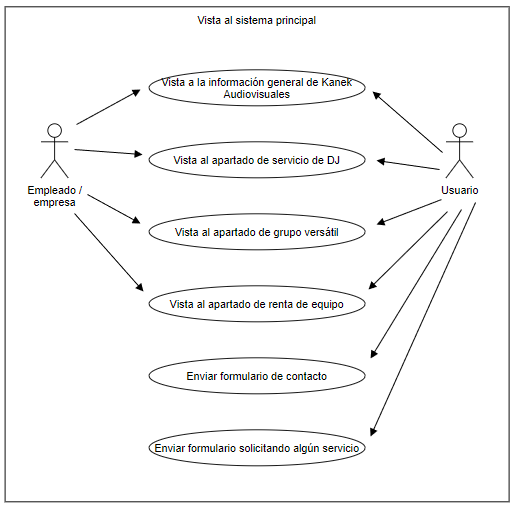 Vista al sistema principal
Vista a la información general de Kanek
Audiovisuales
Vista al apartado de servicio de DJ
Empleado /
empresa
Usuario
Vista al apartado de grupo versátil
Vista al apartado de renta de equipo
Enviar formulario de contacto
Enviar formulario solicitando algún servicio